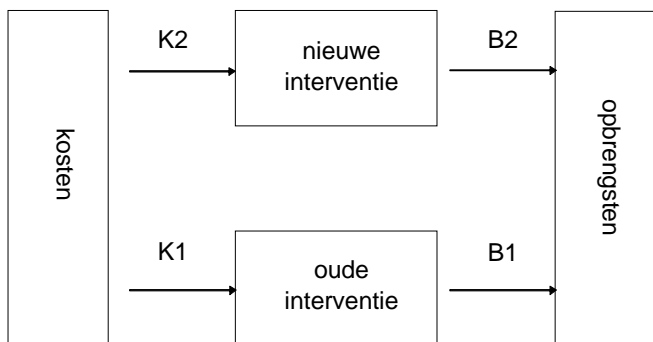 kosten
K2
nieuwe
interventie
B2
K1
oude
interventie
B1
opbrengsten